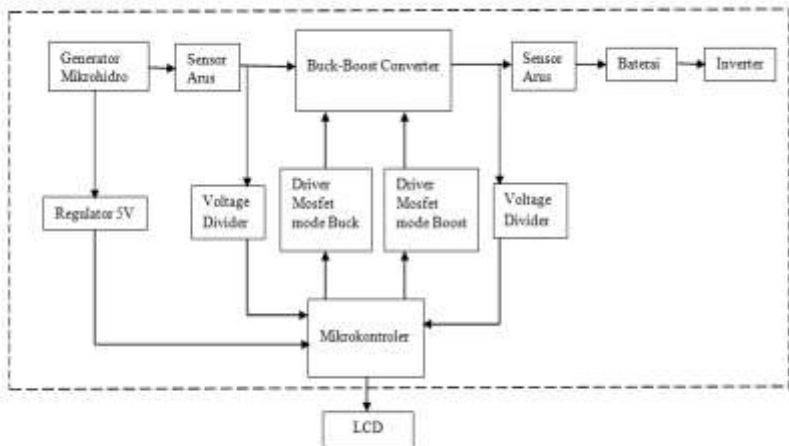 Generator
Mikrohidro
Sensor
Arus
Buck-Boost Converter
Sensor
Arus
Baterai
Inverter
Regulator 5V
Voltage
Divider
Driver
Mosfet
mode Buck
Driver
Mosfet
mode Boost
Voltage
Divider
Mikrokontroler
LCD